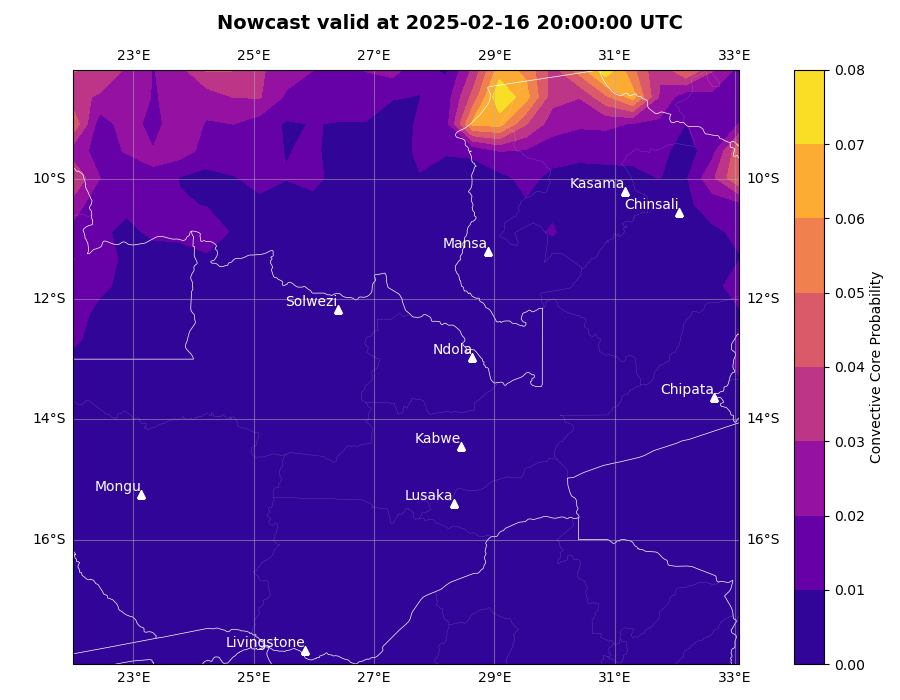 Nowcast valid at 2025-02-16 20:00:00 UTC
23°E 25°E 27°E 29°E 31°E 33°E
0.08
0.07
10°S Kasama 10°S
Chinsali
0.06
Mansa
0.05
12°S Solwezi 12°S
Ndola
0.04
Chipata
14°S 14°S
Kabwe
0.03
Mongu Lusaka
0.02
16°S 16°S
0.01
Livingstone
0.00
23°E 25°E 27°E 29°E 31°E 33°E
Convective Core Probability